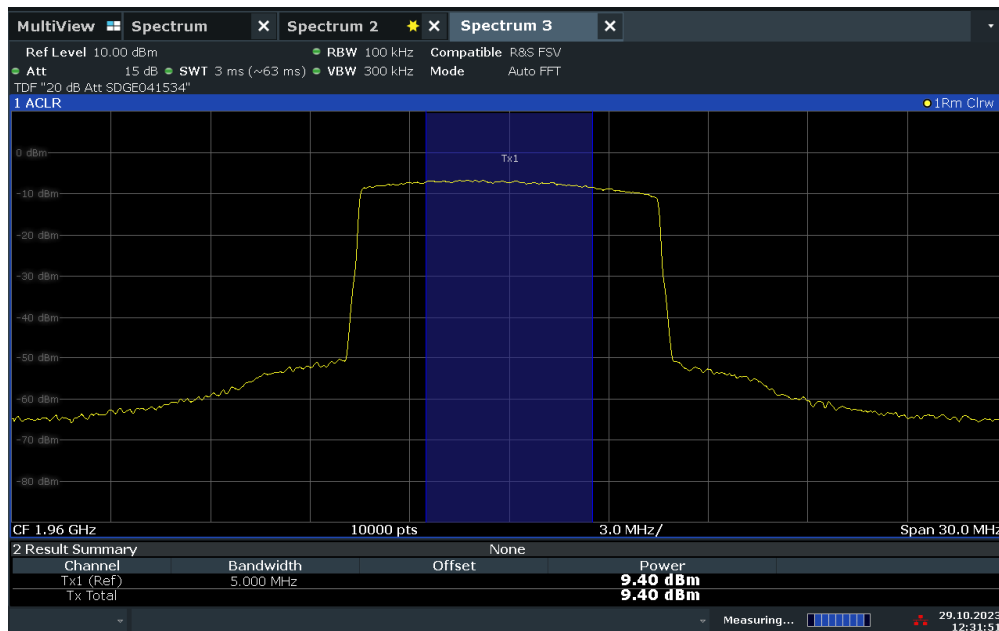 MultiView Spectrum X Spectrum 2 X Spectrum 3 X
Ref Level 10.00 dBm RBW 100 kHz Compatible R&S FSV
Att 15 dB SWT 3 ms (~63 ms) VBW 300 kHz Mode Auto FFT
TDF "20 dB Att SDGE041534"
1 ACLR 1Rm Clrw
0 dBm
Tx1
-10 dBm
-20 dBm
-30 dBm
-40 dBm
-50 dBm
-60 dBm
-70 dBm
-80 dBm
CF 1.96 GHz 10000 pts 3.0 MHz/ Span 30.0 MHz
2 Result Summary None
Channel Bandwidth Offset Power
Tx1 (Ref) 5.000 MHz 9.40 dBm
Tx Total 9.40 dBm
Measuring... 29.10.2023
12:31:51